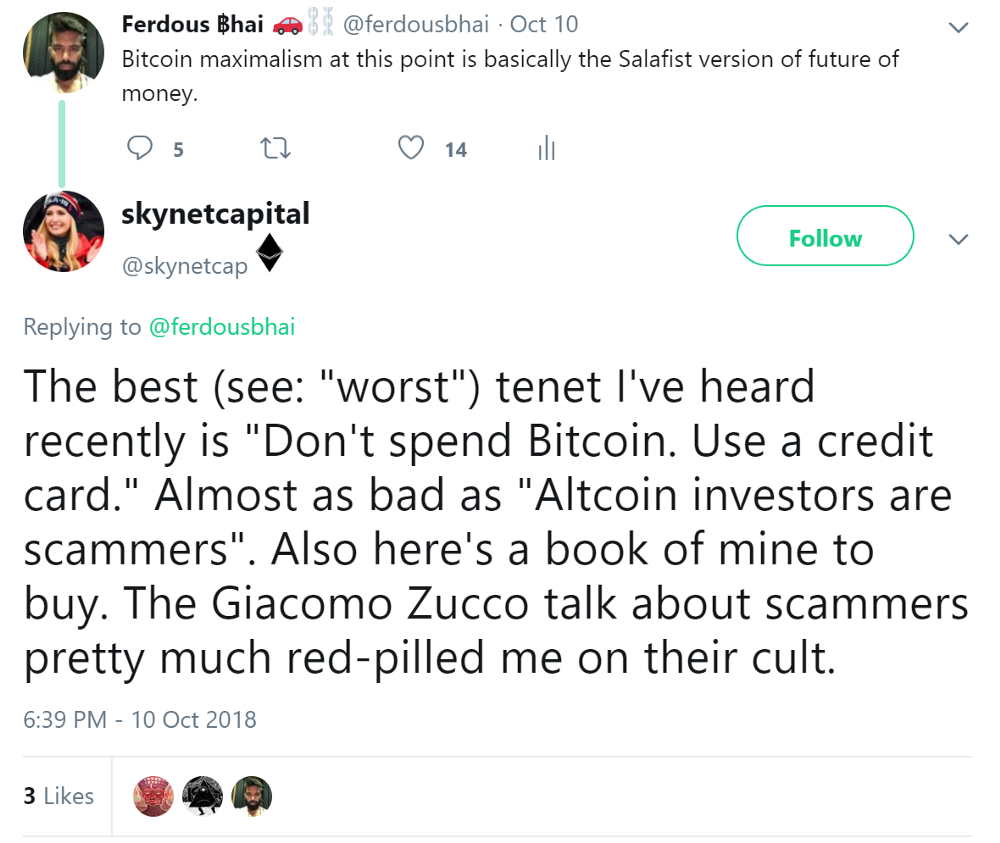 Ferdous ฿hai 🚗⛓ @ferdousbhai · Oct 10
Bitcoin maximalism at this point is basically the Salafist version of future of
money.
5 14
skynetcapital
@skynetcap
Follow
Replying to @ferdousbhai
The best (see: "worst") tenet I've heard
recently is "Don't spend Bitcoin. Use a credit
card." Almost as bad as "Altcoin investors are
scammers". Also here's a book of mine to
buy. The Giacomo Zucco talk about scammers
pretty much red-pilled me on their cult.
6:39 PM - 10 Oct 2018
3 Likes